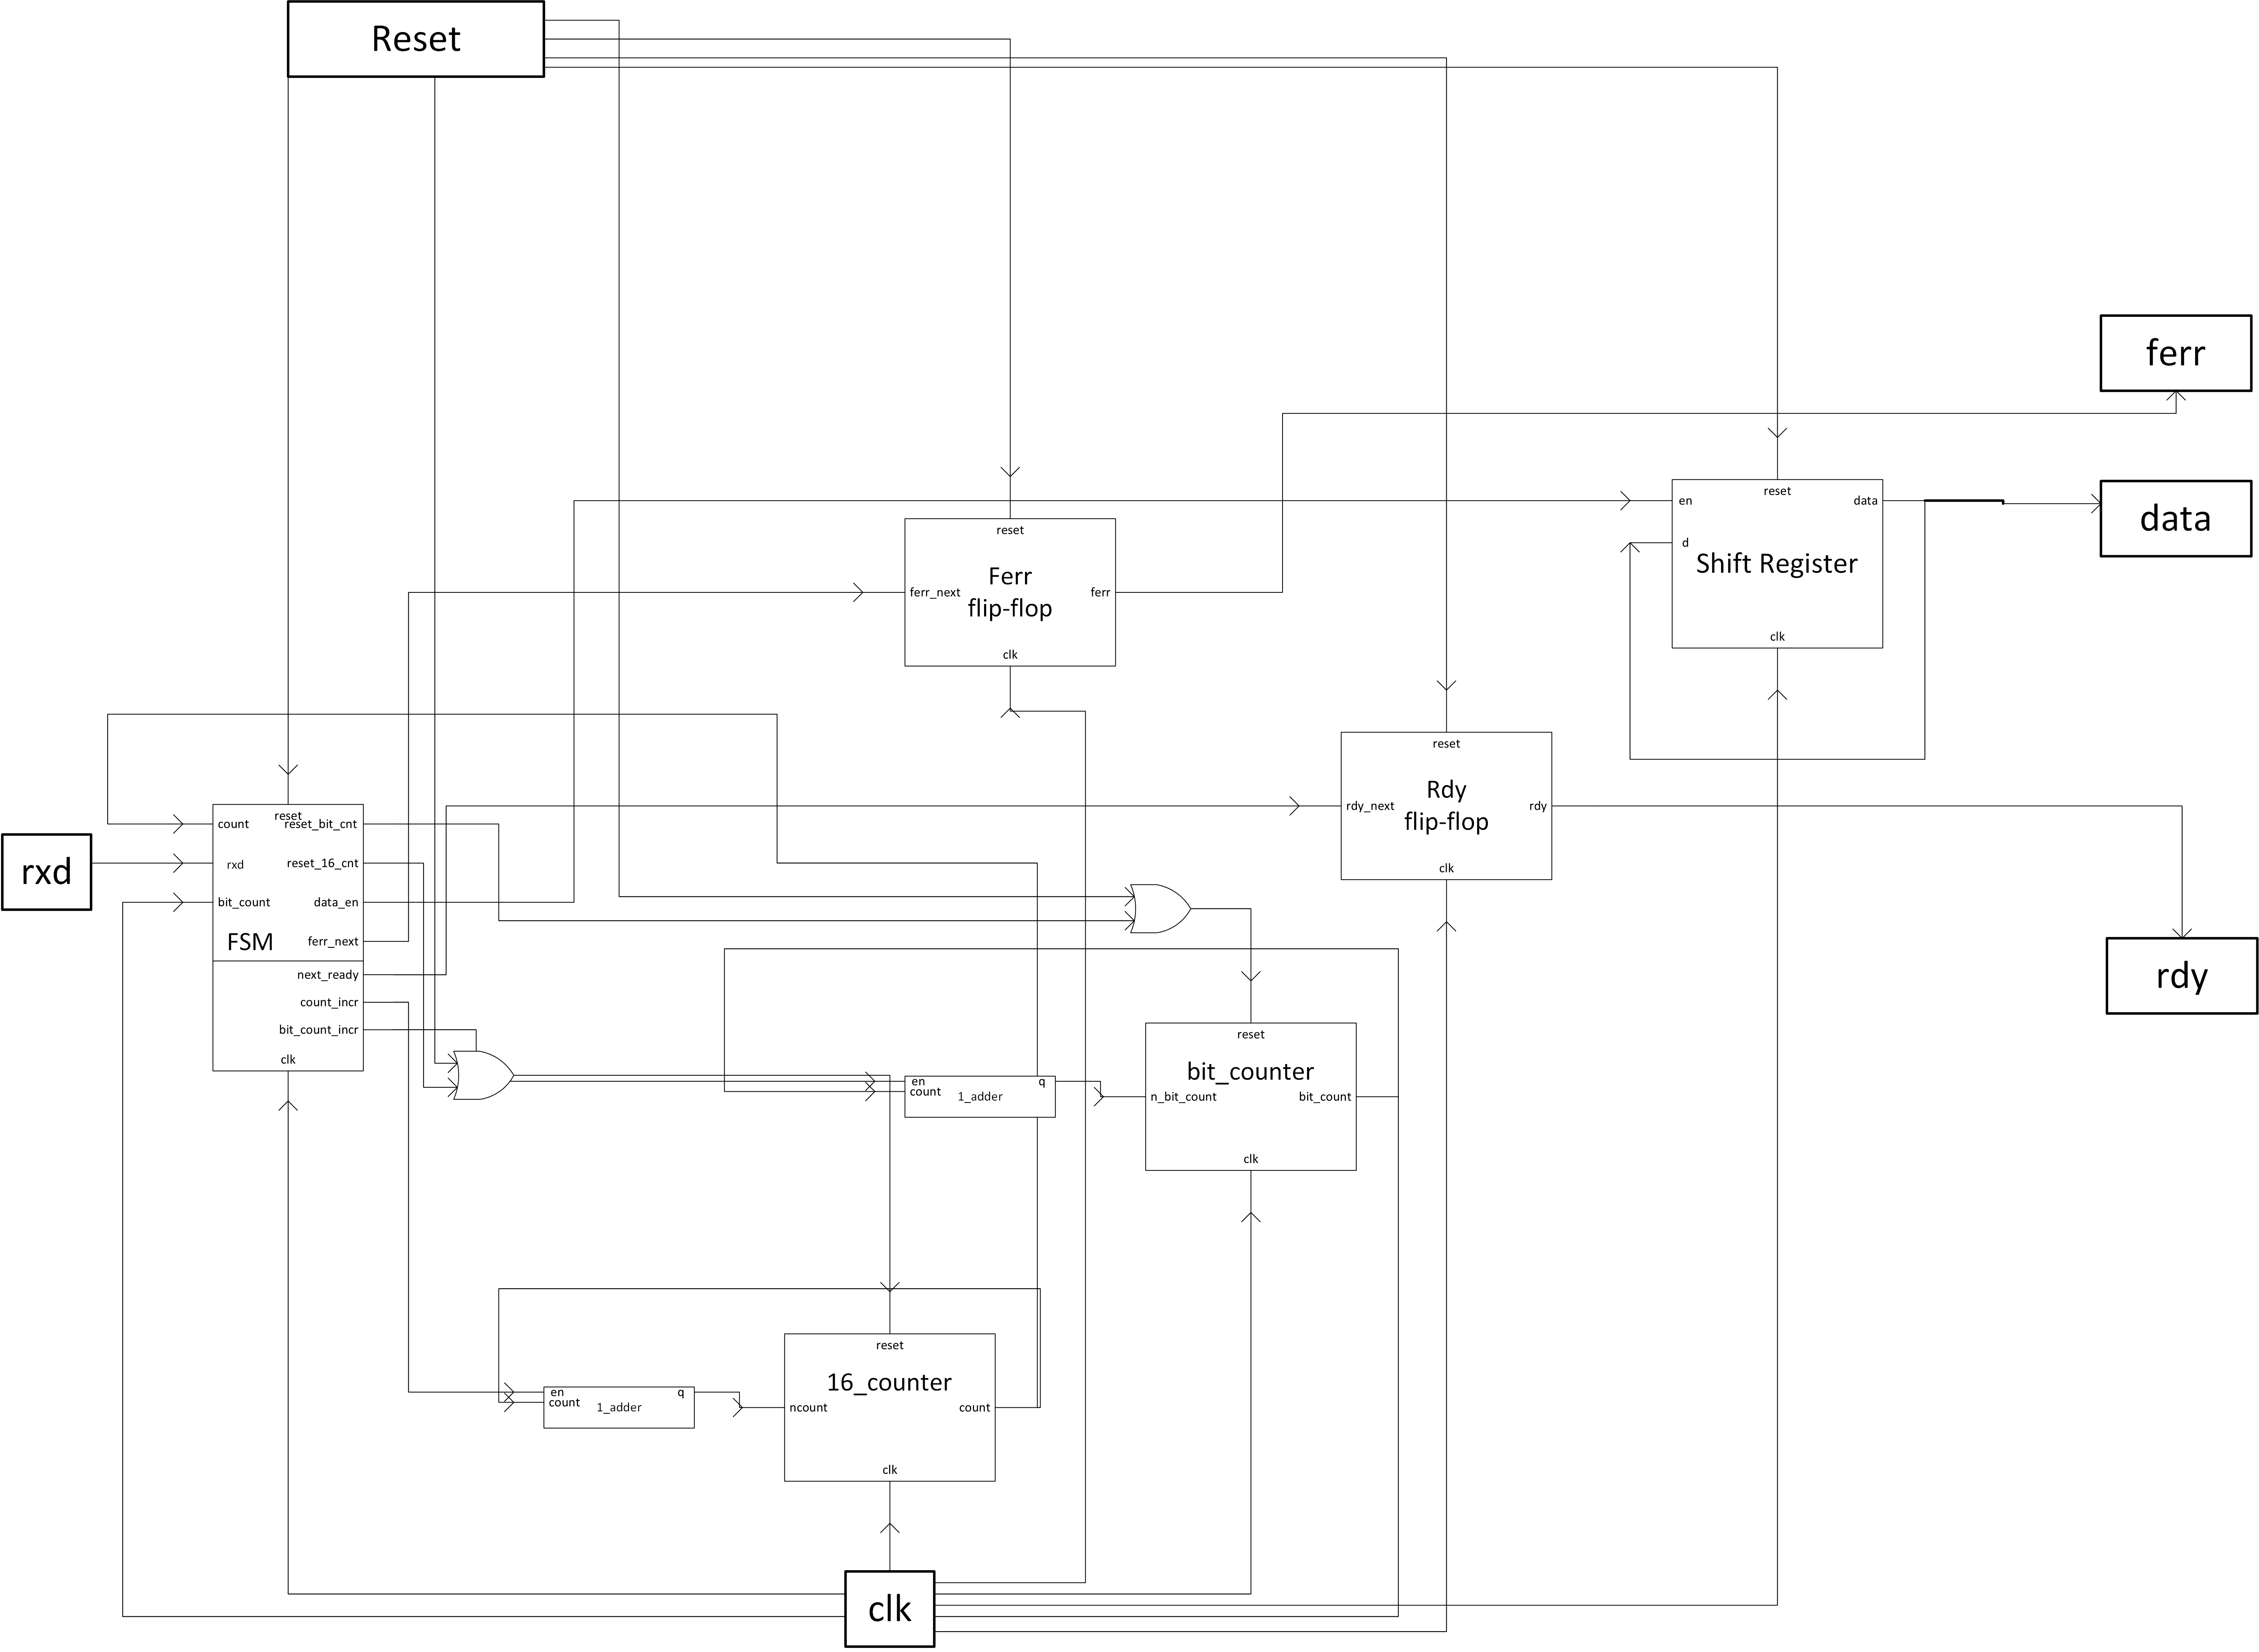 Reset
ferr
reset
en
data
data
d
Shift Register
clk
reset
Ferr
flip-flop
ferr_next
ferr
clk
reset
Rdy
flip-flop
rdy_next
rdy
clk
rdy
rxd
reset
count
reset_bit_cnt
rxd
reset_16_cnt
bit_count
data_en
FSM
ferr_next
next_ready
count_incr
bit_count_incr
clk
en
q
count
1_adder
reset
bit_counter
n_bit_count
bit_count
clk
en
q
count
1_adder
reset
16_counter
ncount
count
clk
clk